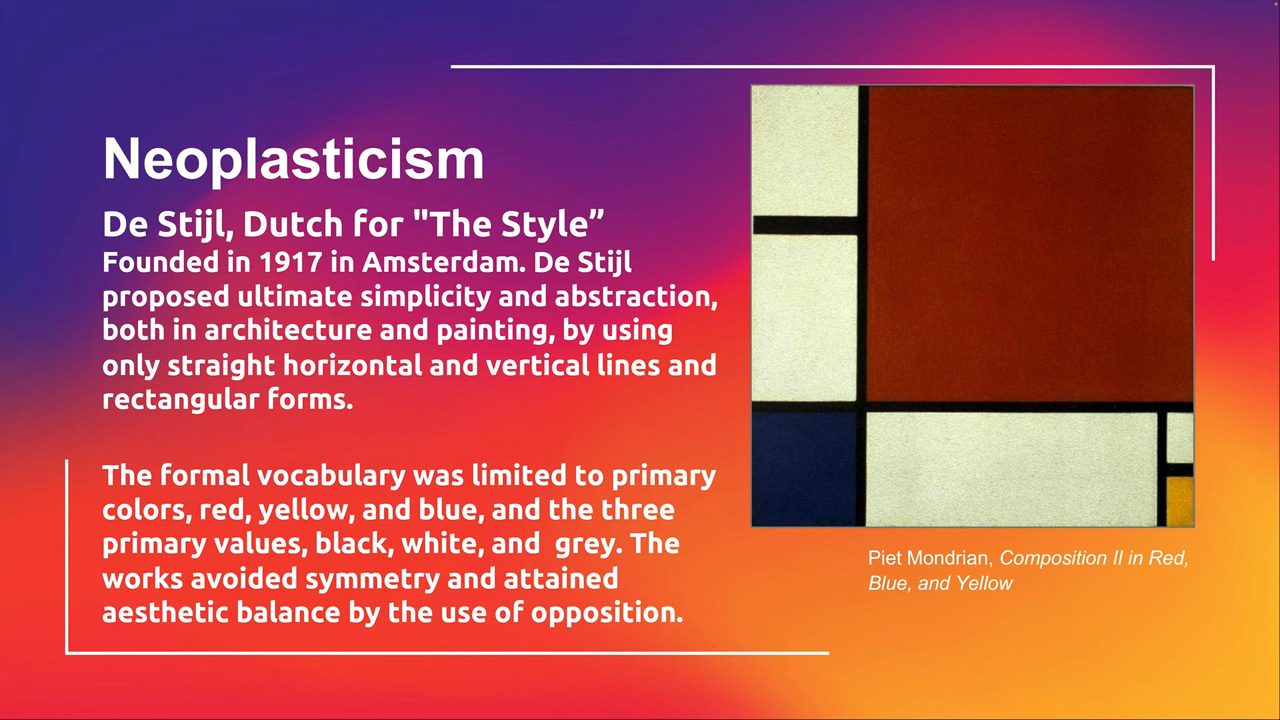 Neoplasticism
De Stijl, Dutch for "The Style”
Founded in 1917 in Amsterdam. De Stijl
proposed ultimate simplicity and abstraction,
both in architecture and painting, by using
only straight horizontal and vertical lines and
rectangular forms.
The formal vocabulary was limited to primary
colors, red, yellow, and blue, and the three
primary values, black, white, and  grey. The
works avoided symmetry and attained
aesthetic balance by the use of opposition.
Piet Mondrian, Composition II in Red,
Blue, and Yellow